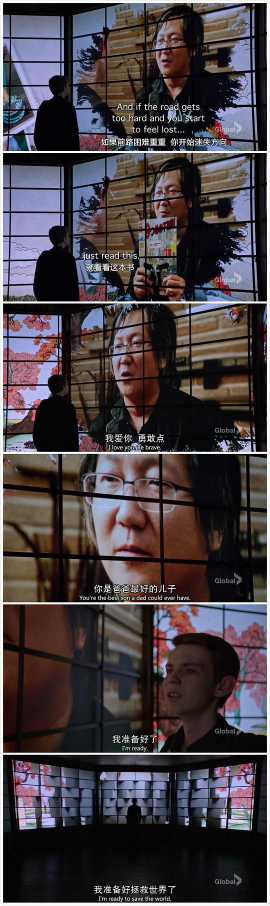 And if the road gets
too hard and you start
to feel lost...
Global
如果前路困难重重 你开始迷失方向
just read this.
就看看这本书
Global
Global
我爱你 勇敢点
I love you. Be brave.
Global
你是爸爸最好的儿子
You're the best son a dad could ever have.
Global
我准备好了
I'm ready.
Global
我准备好拯救世界了
I'm ready to save the world.